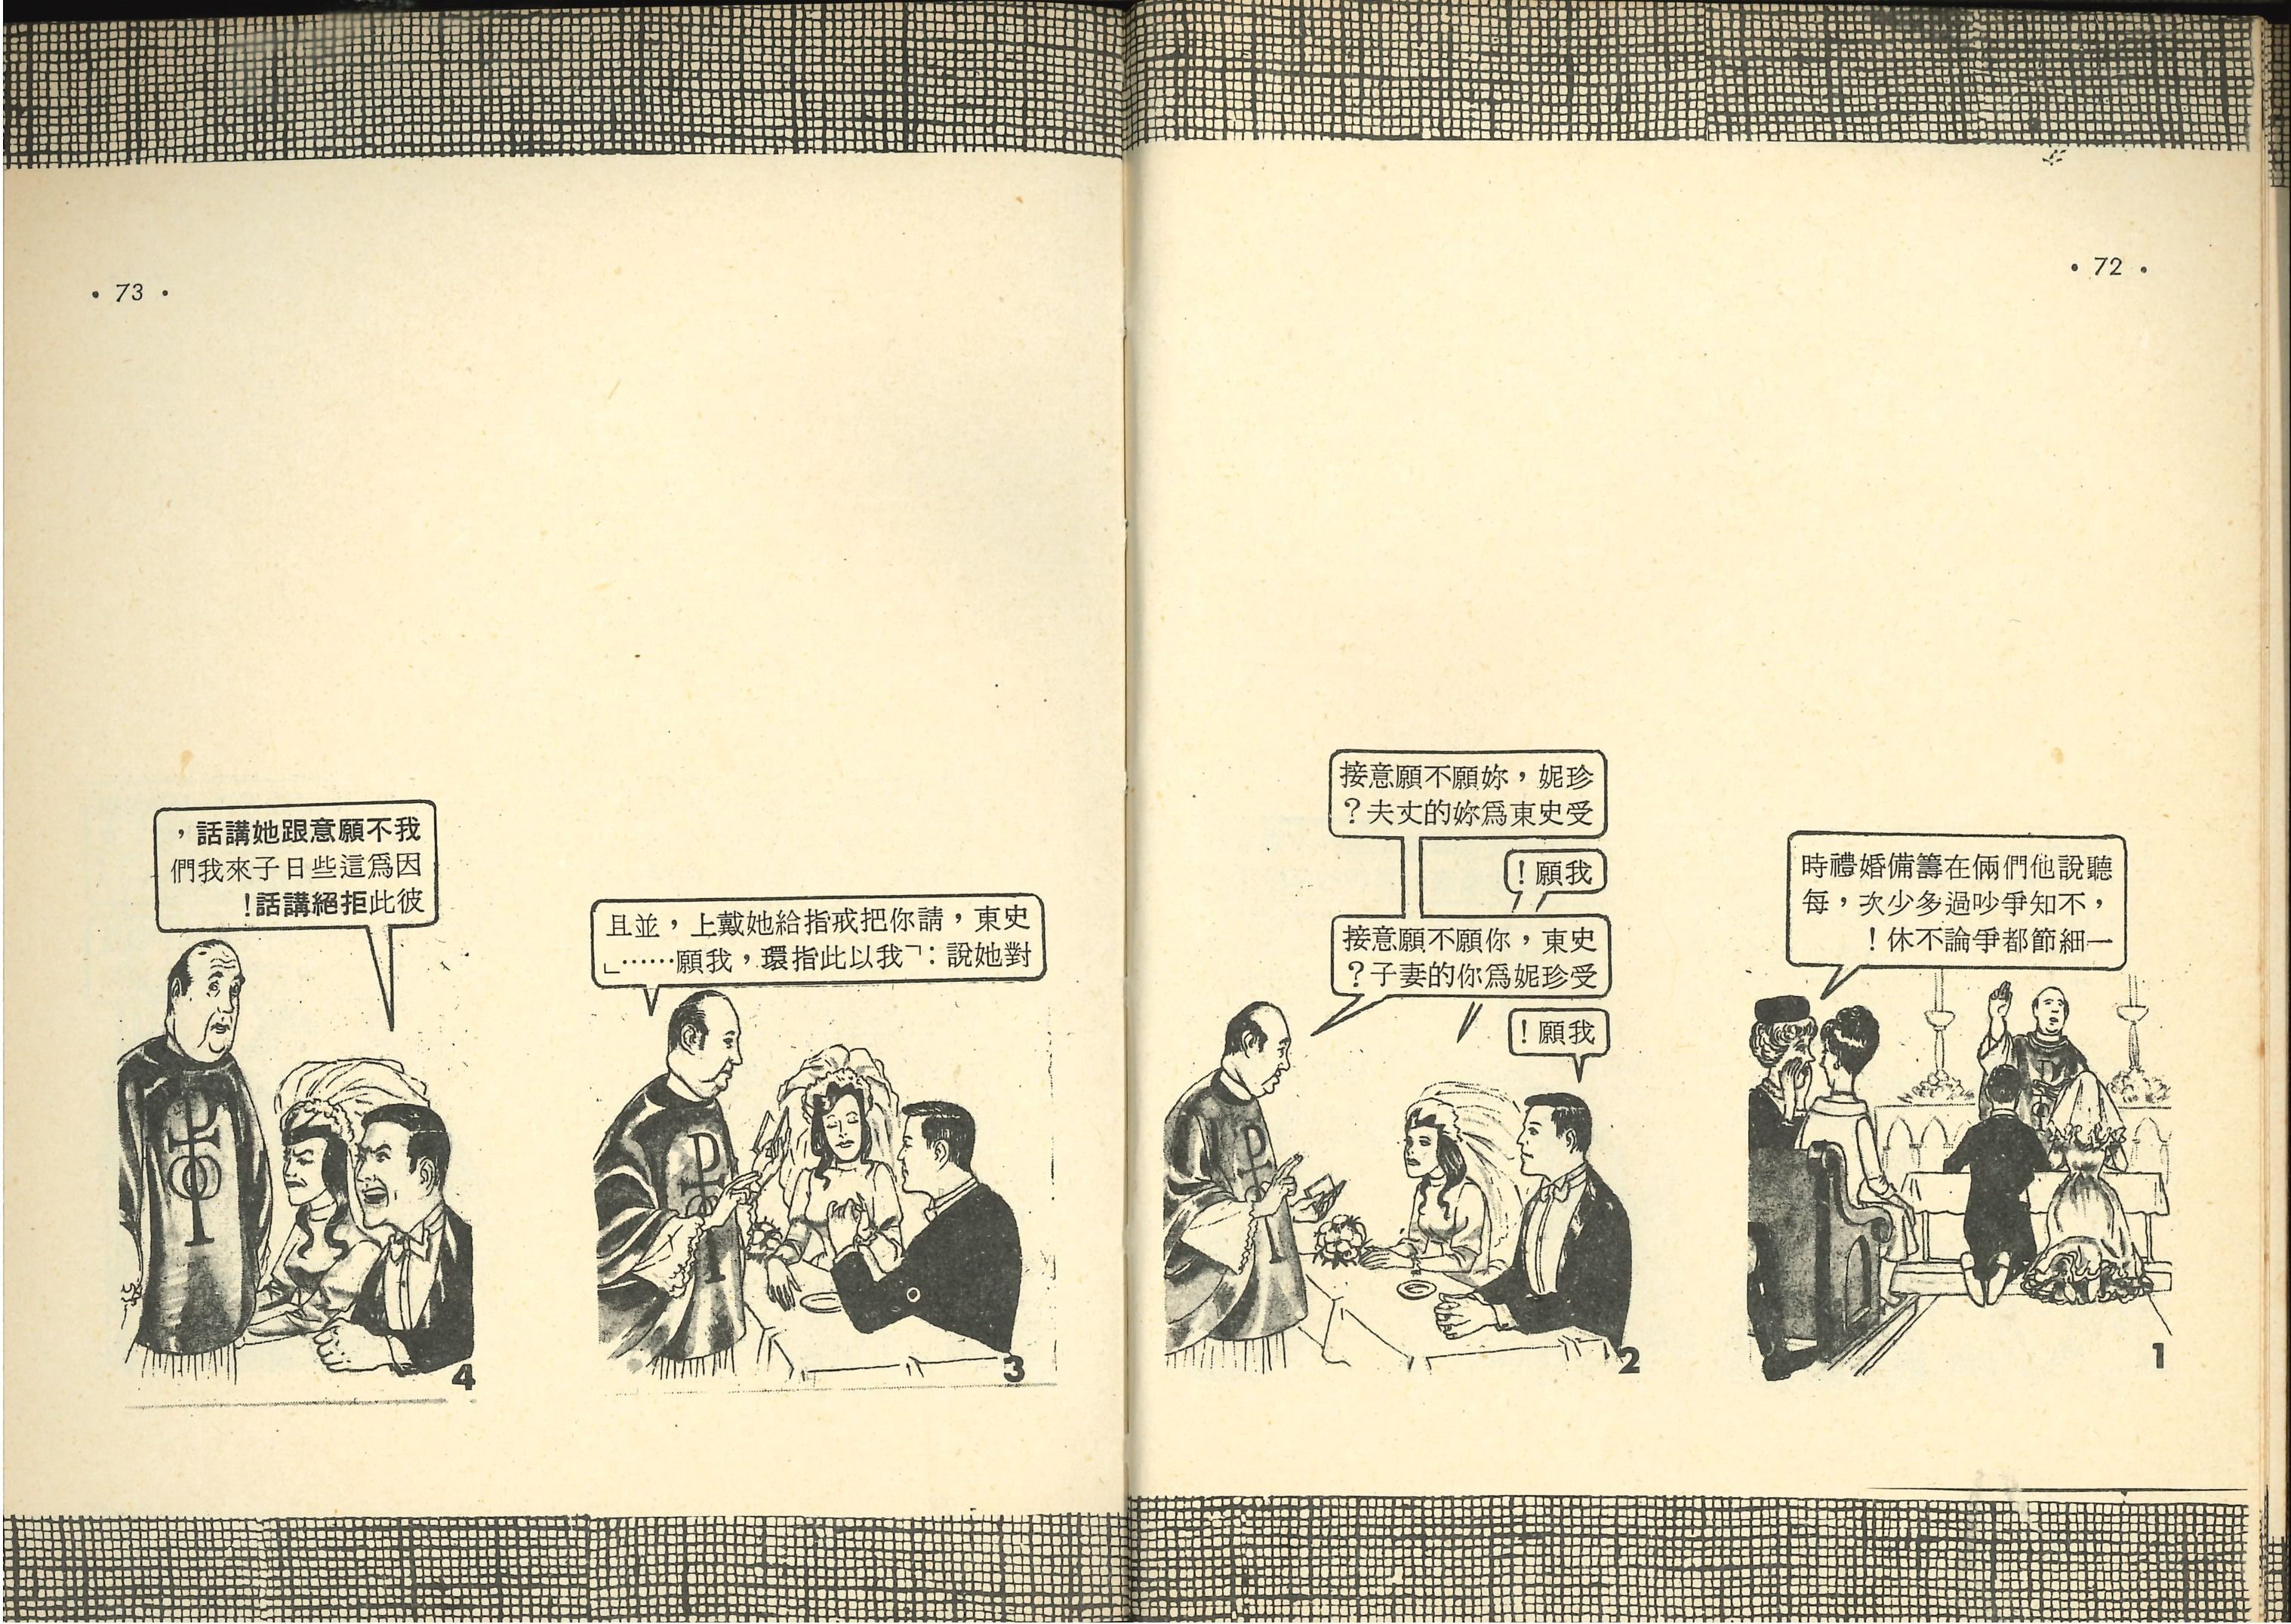 • 72 •
聽說他們倆在籌備婚禮時
,不知爭吵過多少次,每
一細節都爭論不休!
1
珍妮,妳願不願意接
受史東爲妳的丈夫?
我願!
史東,你願不願意接
受珍妮爲你的妻子?
我願!
2
• 73 •
史東,請你把戒指給她戴上,並且
對她說:「我以此指環,我願……」
3
我不願意跟她講話,
因爲這些日子來我們
彼此拒絕講話!
4